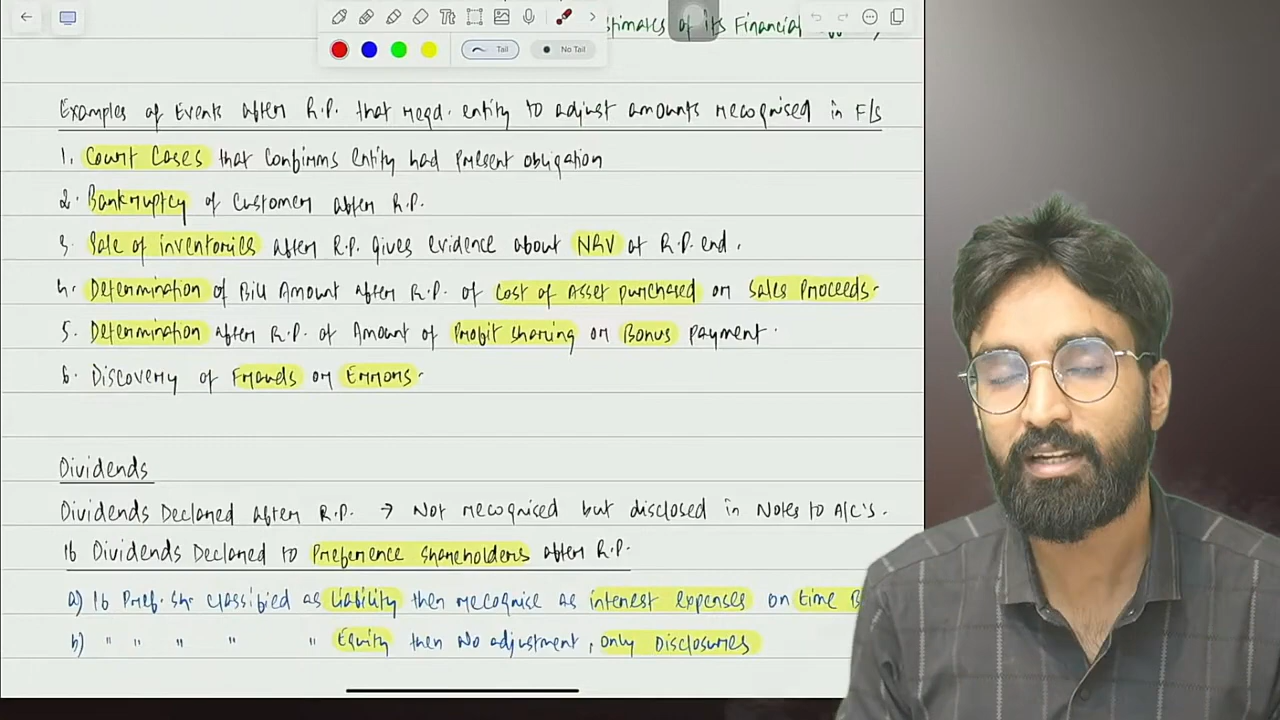 Tail No Tail
stimates of its Financial
Examples of Events after R.P. that reqd. entity to adjust amounts recognised in F/s
1. Court Cases that confirms entity had present obligation
2. Bankruptcy of Customer after R.P.
3. Sale of inventories after R.P. gives evidence about NRV at R.P. end.
4. Determination of Bill Amount after R.P. of Cost of Asset purchased or Sales Proceeds.
5. Determination after R.P. of Amount of Profit sharing or Bonus payment.
6. Discovery of Frauds or Errors.
Dividends
Dividends Declared after R.P. → Not recognised but disclosed in Notes to A/c's.
If Dividends Declared to Preference shareholders after R.P.
a) If Pref. Sh. classified as Liability then recognise as interest expenses on time B
b) " " " " " Equity then No adjustment, only Disclosures